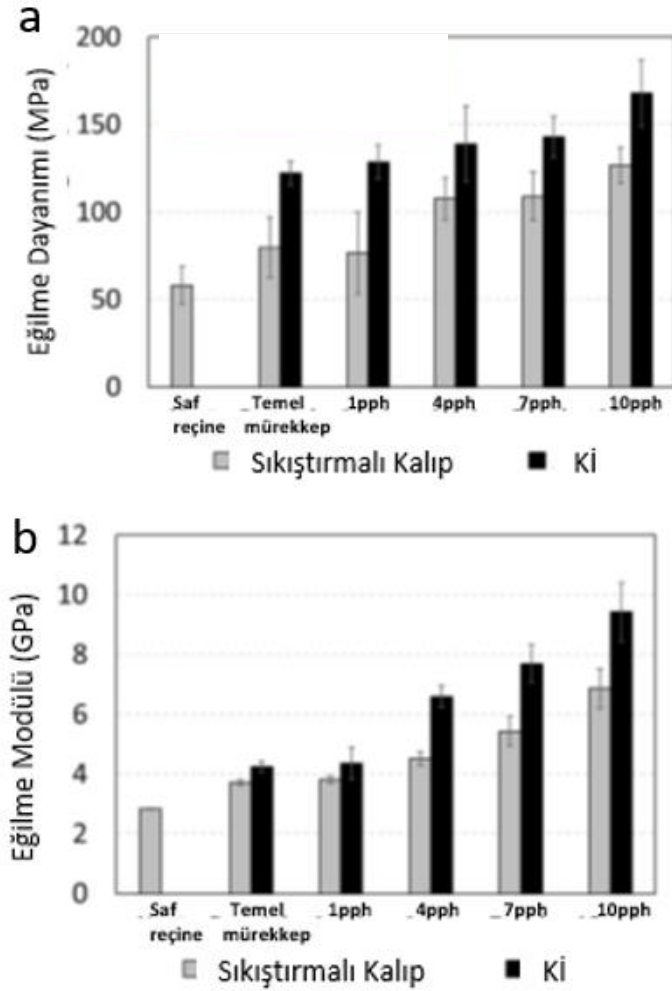 a
Eğilme Dayanımı (MPa)
200
150
100
50
0
Saf reçine
Temel mürekkep
1pph
4pph
7pph
10pph
Sıkıştırmalı Kalıp
Kİ
b
Eğilme Modülü (GPa)
12
10
8
6
4
2
0
Saf reçine
Temel mürekkep
1pph
4pph
7pph
10pph
Sıkıştırmalı Kalıp
Kİ